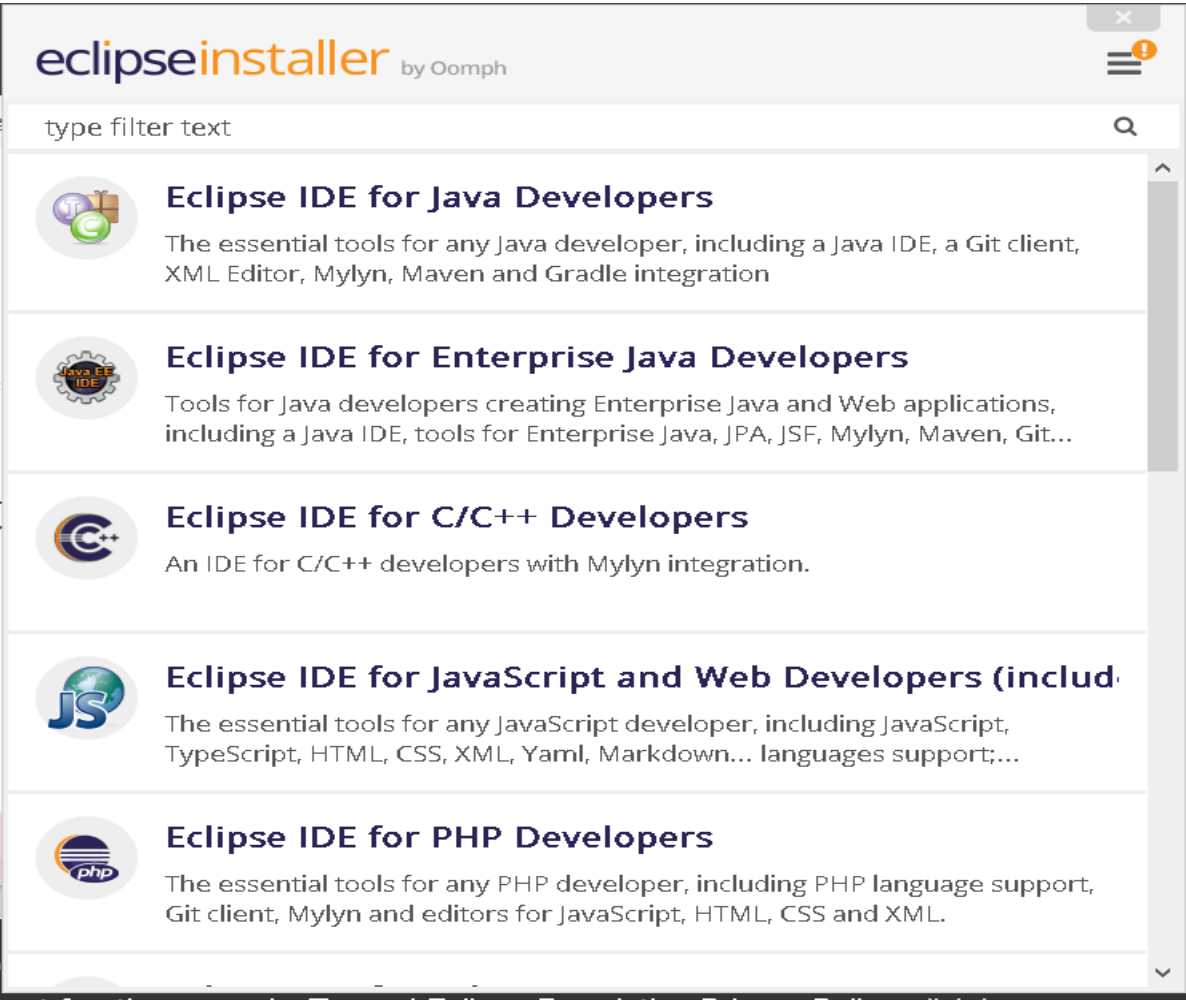 eclipseinstaller by Oomph
type filter text
Eclipse IDE for Java Developers
The essential tools for any Java developer, including a Java IDE, a Git client,
XML Editor, Mylyn, Maven and Gradle integration
Java EE
IDE
Eclipse IDE for Enterprise Java Developers
Tools for Java developers creating Enterprise Java and Web applications,
including a Java IDE, tools for Enterprise Java, JPA, JSF, Mylyn, Maven, Git...
C++
Eclipse IDE for C/C++ Developers
An IDE for C/C++ developers with Mylyn integration.
JS
Eclipse IDE for JavaScript and Web Developers (includ
The essential tools for any JavaScript developer, including JavaScript,
TypeScript, HTML, CSS, XML, Yaml, Markdown... languages support;...
php
Eclipse IDE for PHP Developers
The essential tools for any PHP developer, including PHP language support,
Git client, Mylyn and editors for JavaScript, HTML, CSS and XML.